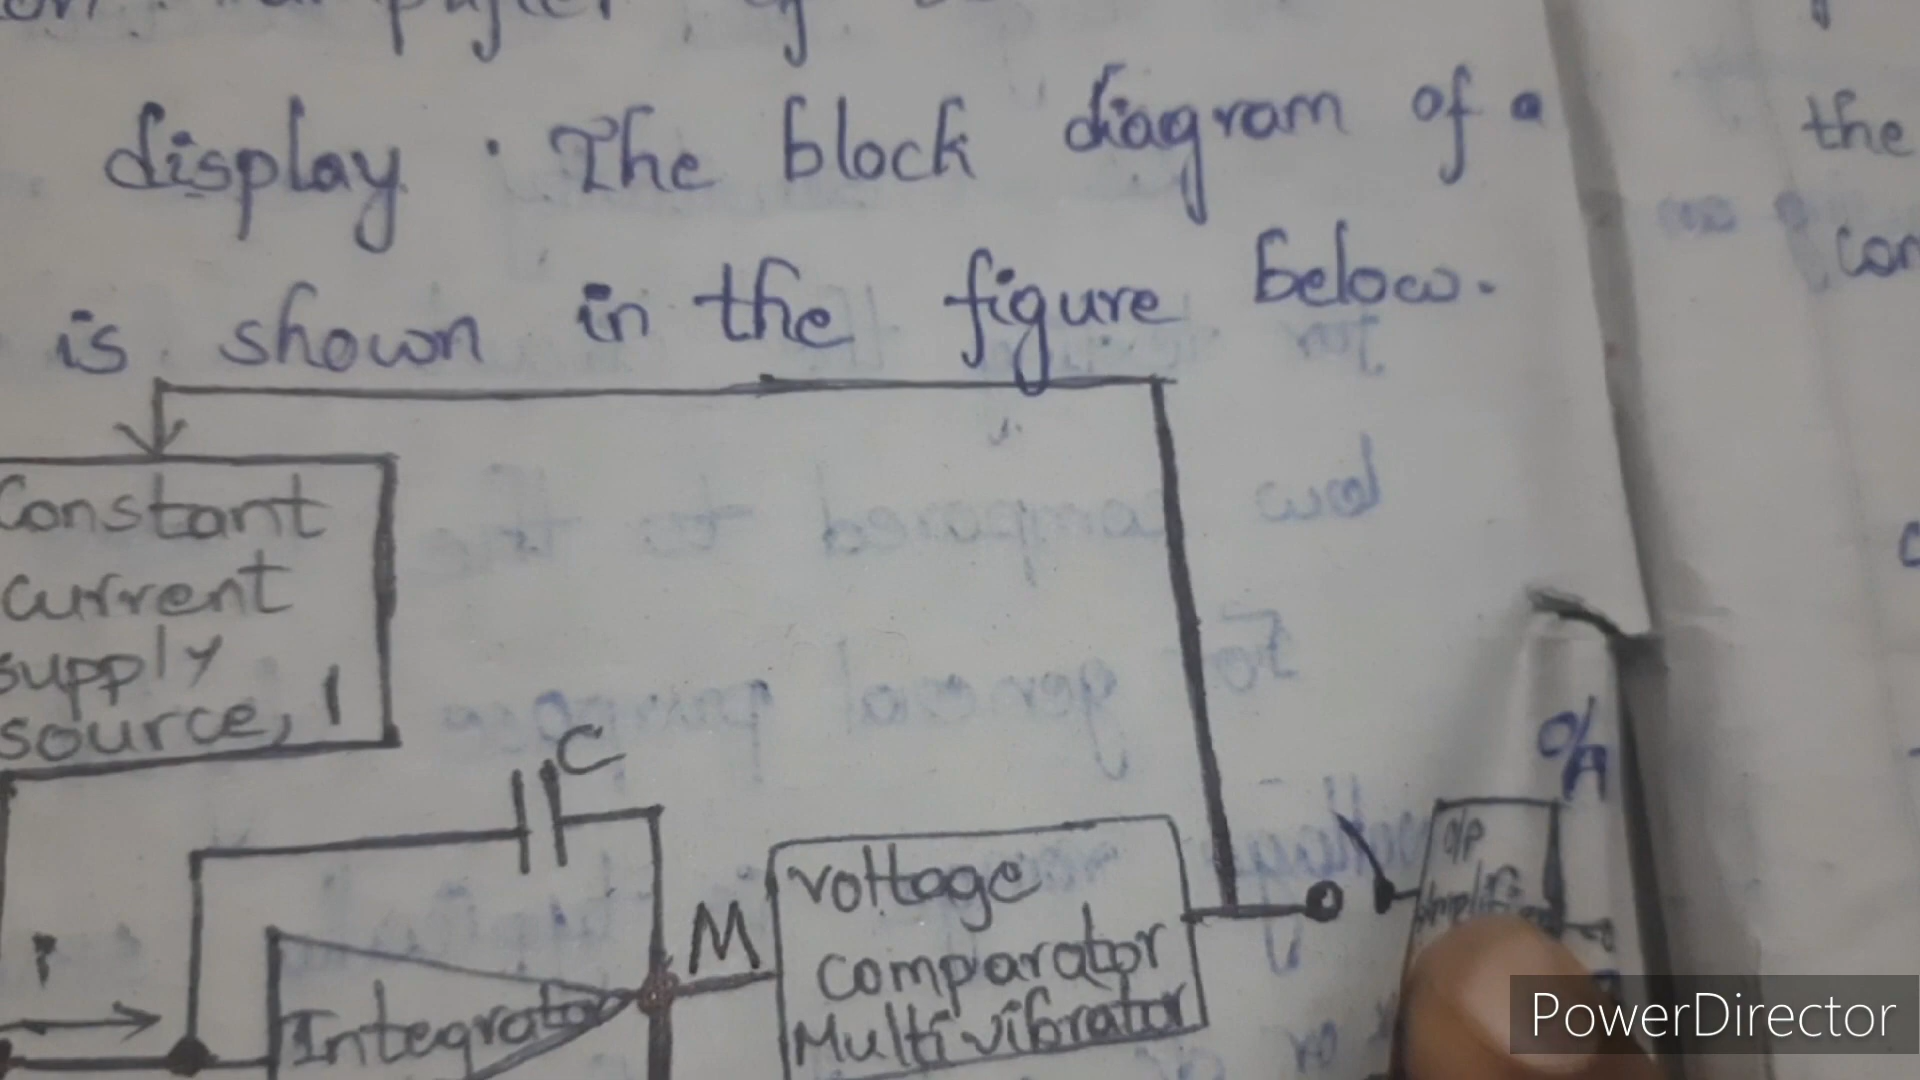 display. The block diagram of a
is shown in the figure below.
Constant
current
supply
source, I
C
M
voltage
comparator
Multivibrator
Integrator
o/p
the
PowerDirector